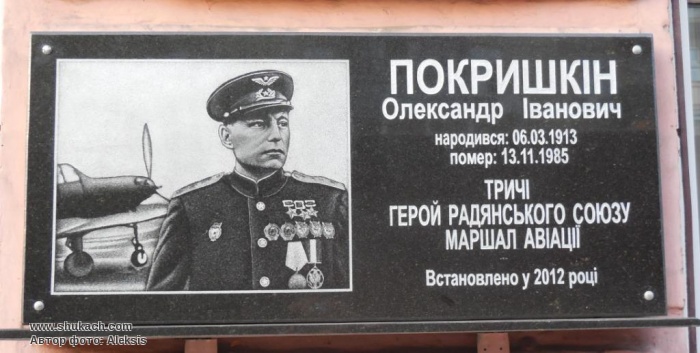 ПОКРИШКІН
Олександр Іванович
народився: 06.03.1913
помер: 13.11.1985
ТРИЧІ
ГЕРОЙ РАДЯНСЬКОГО СОЮЗУ
МАРШАЛ АВІАЦІЇ
Встановлено у 2012 році
www.shukach.com
Автор фото: Aleksis